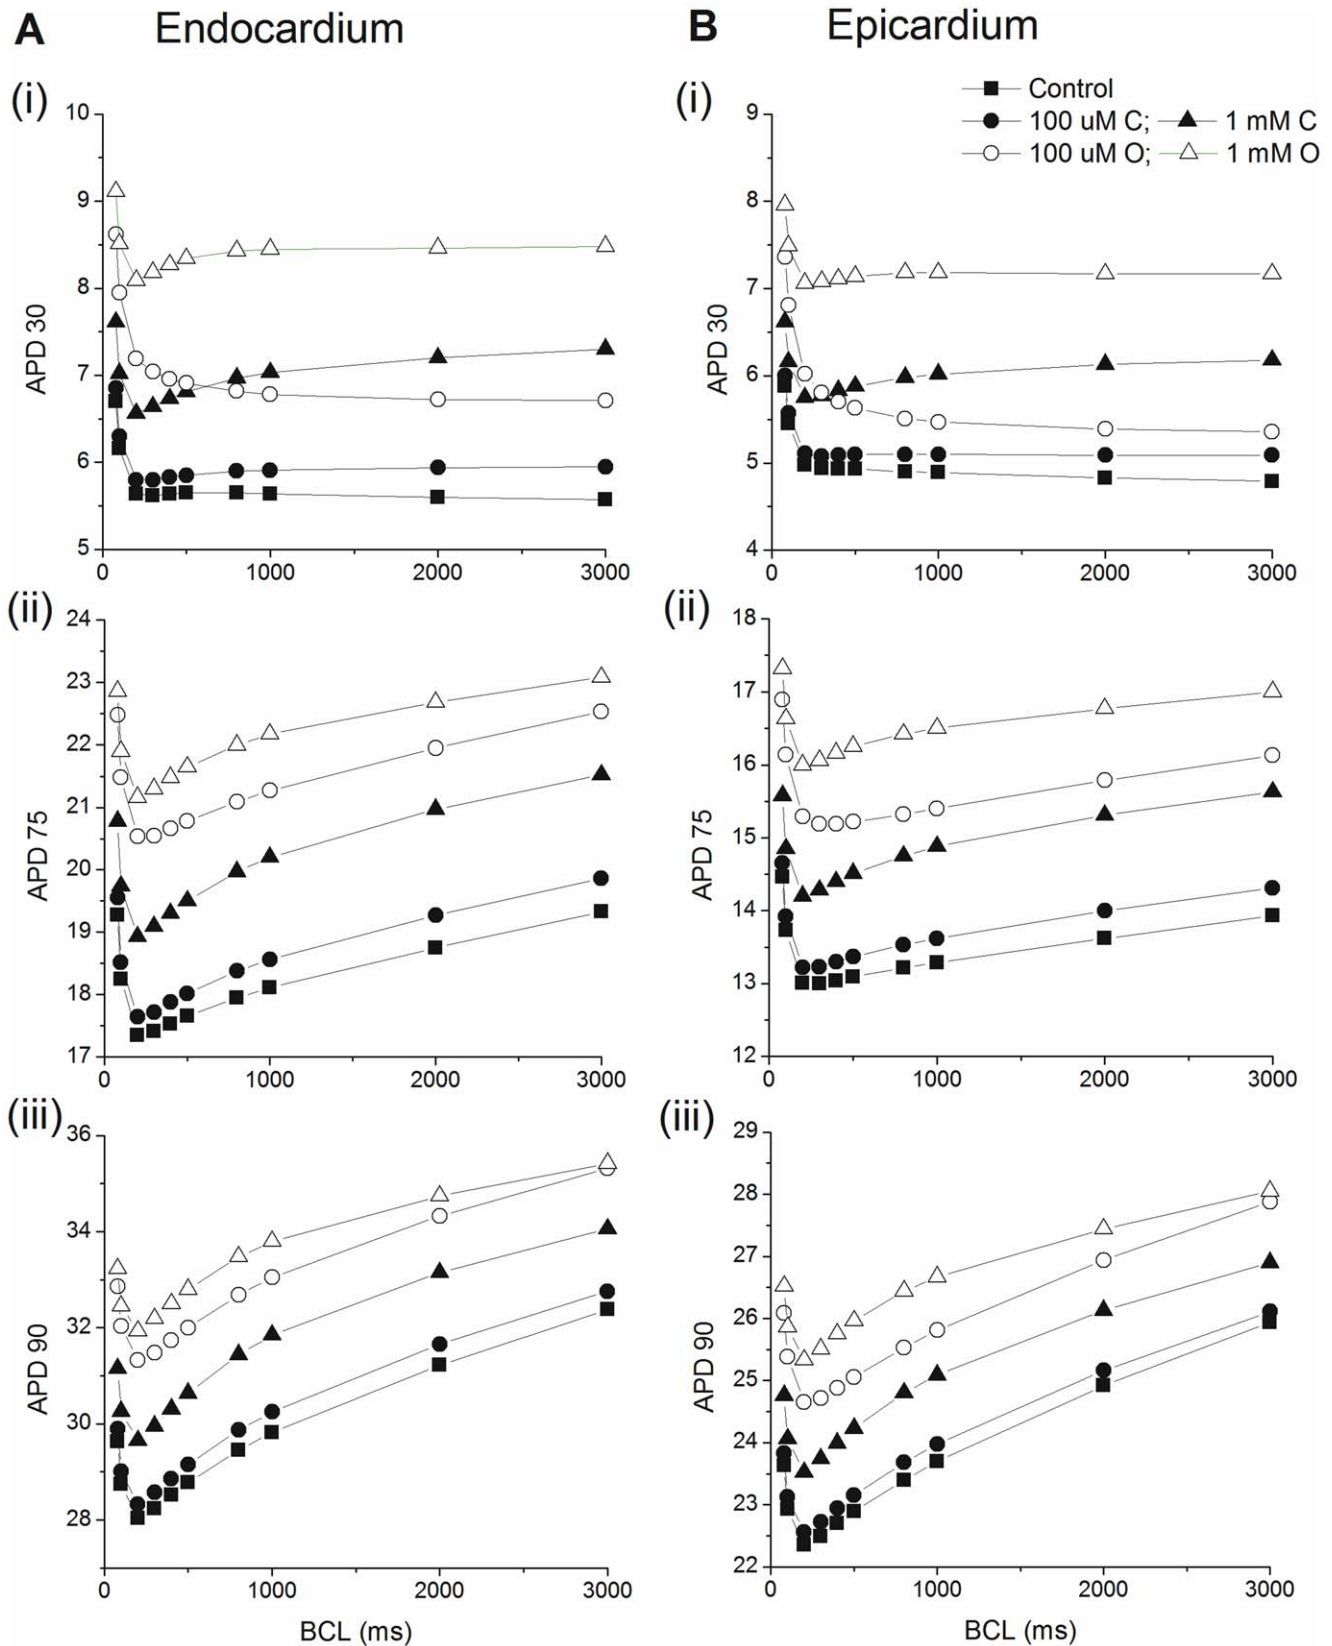 A Endocardium
B Epicardium
(i)
10
9
8
7
6
5
APD 30
0 1000 2000 3000
(i)
Control
100 uM C; 1 mM C
100 uM O; 1 mM O
9
8
7
6
5
4
APD 30
0 1000 2000 3000
(ii)
24
23
22
21
20
19
18
17
APD 75
0 1000 2000 3000
(ii)
18
17
16
15
14
13
12
APD 75
0 1000 2000 3000
(iii)
36
34
32
30
28
APD 90
0 1000 2000 3000
BCL (ms)
(iii)
29
28
27
26
25
24
23
22
APD 90
0 1000 2000 3000
BCL (ms)